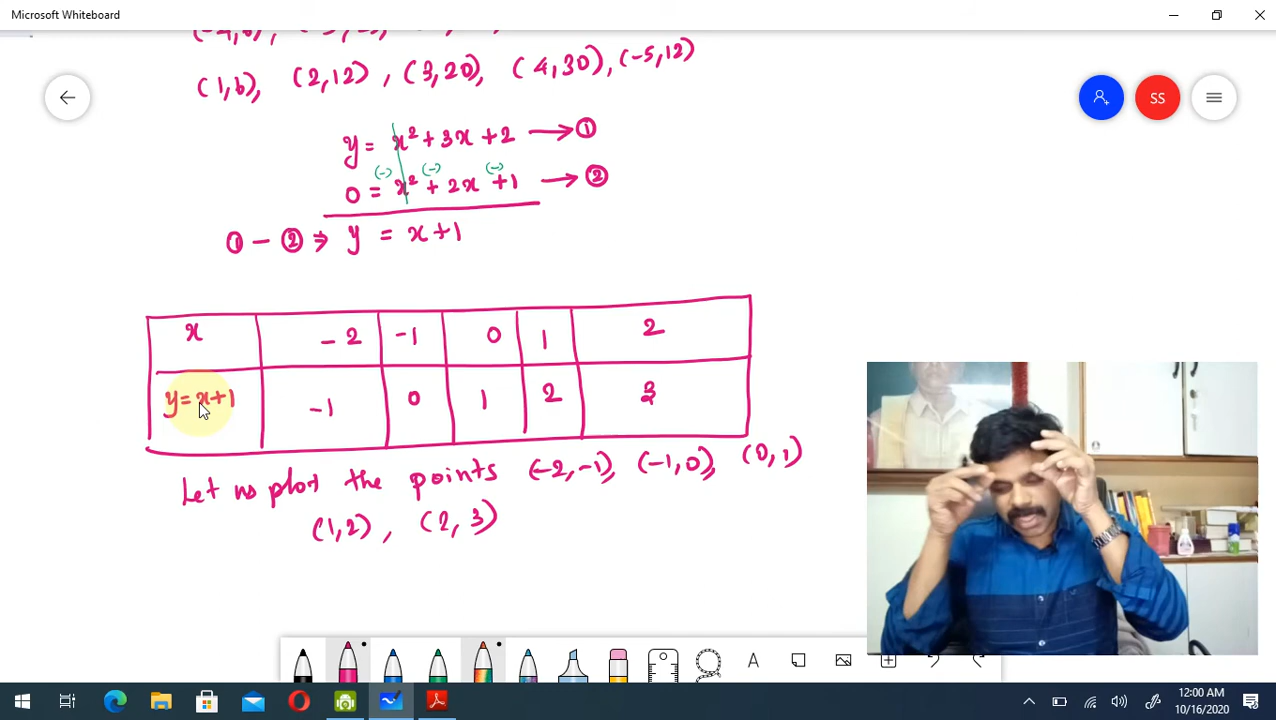 Microsoft Whiteboard
(1,6), (2,12), (3,20), (4,30), (-5,12)
y = x² + 3x + 2 → ①
(-) (-) (-)
0 = x² + 2x + 1 → ②
① - ② ⇒ y = x+1
x -2 -1 0 1 2
y = x+1 -1 0 1 2 3
Let us plot the points (-2,-1), (-1,0), (0,1)
(1,2), (2,3)
SS
A
12:00 AM
10/16/2020